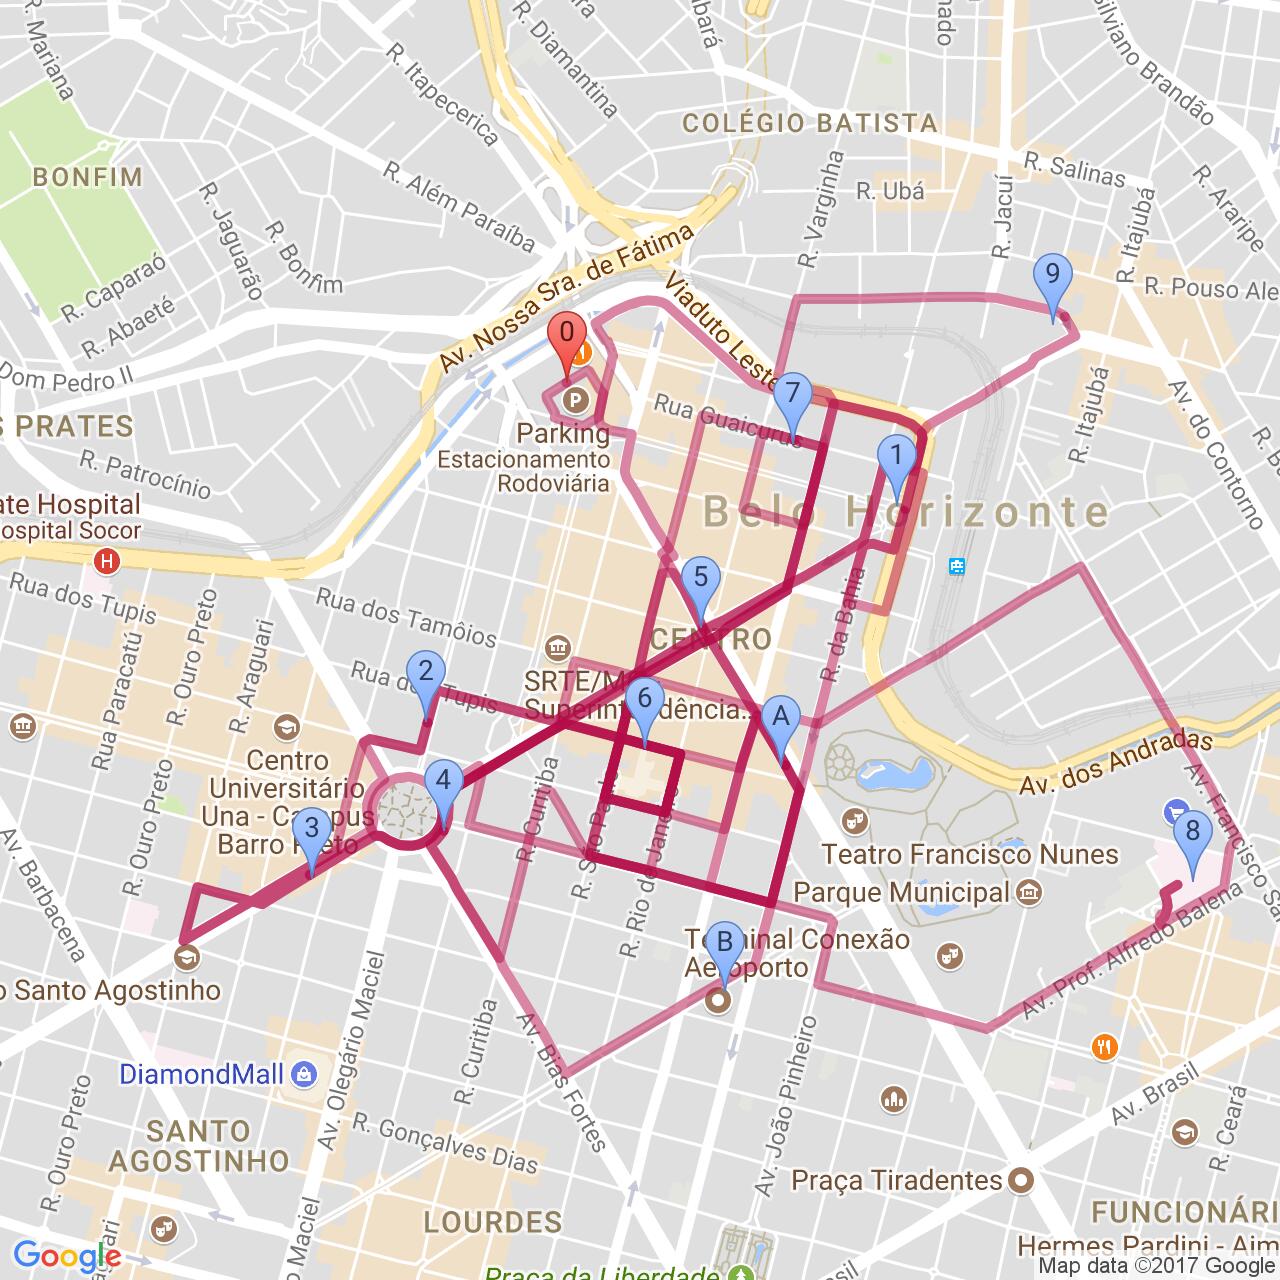 R. Mariana
R. Itapecerica
R. Diamantina
Silviano Brandão
COLÉGIO BATISTA
R. Salinas
R. Araripe
BONFIM
R. Além Paraíba
R. Jaguarão
R. Bonfim
R. Varginha
R. Ubá
R. Jacuí
R. Itajubá
R. Caparaó
R. Abaeté
Av. Nossa Sra. de Fátima
Viaduto Leste
9
R. Pouso Ale
0
Dom Pedro II
S PRATES
R. Patrocínio
P
Parking
Estacionamento
Rodoviária
Rua Guaicurus
7
1
R. Itajubá
Av. do Contorno
ate Hospital
ospital Socor
H
Belo Horizonte
Rua dos Tupis
R. Ouro Preto
Rua Paracatú
R. Araguari
Rua dos Tamóios
5
CENTRO
R. da Bahia
2
Rua dos Tupis
SRTE/M
Superintendência...
6
A
Av. dos Andradas
Centro
Universitário
Una - Campus
Barro Preto
3
4
R. Ouro Preto
R. Curitiba
R. São Paulo
R. Rio de Janeiro
Av. Francisco Sa
8
Teatro Francisco Nunes
Parque Municipal
Av. Barbacena
Av. Prof. Alfredo Balena
B
Terminal Conexão
Aeroporto
o Santo Agostinho
R. Olegário Maciel
Av. Bias Fortes
R. Curitiba
DiamondMall
R. Ouro Preto
Av. João Pinheiro
Av. Brasil
R. Ceará
R. Gonçalves Dias
SANTO
AGOSTINHO
Praça Tiradentes
LOURDES
FUNCIONÁRI
Hermes Pardini - Aim
Google
Praça da Liberdade
Map data ©2017 Google